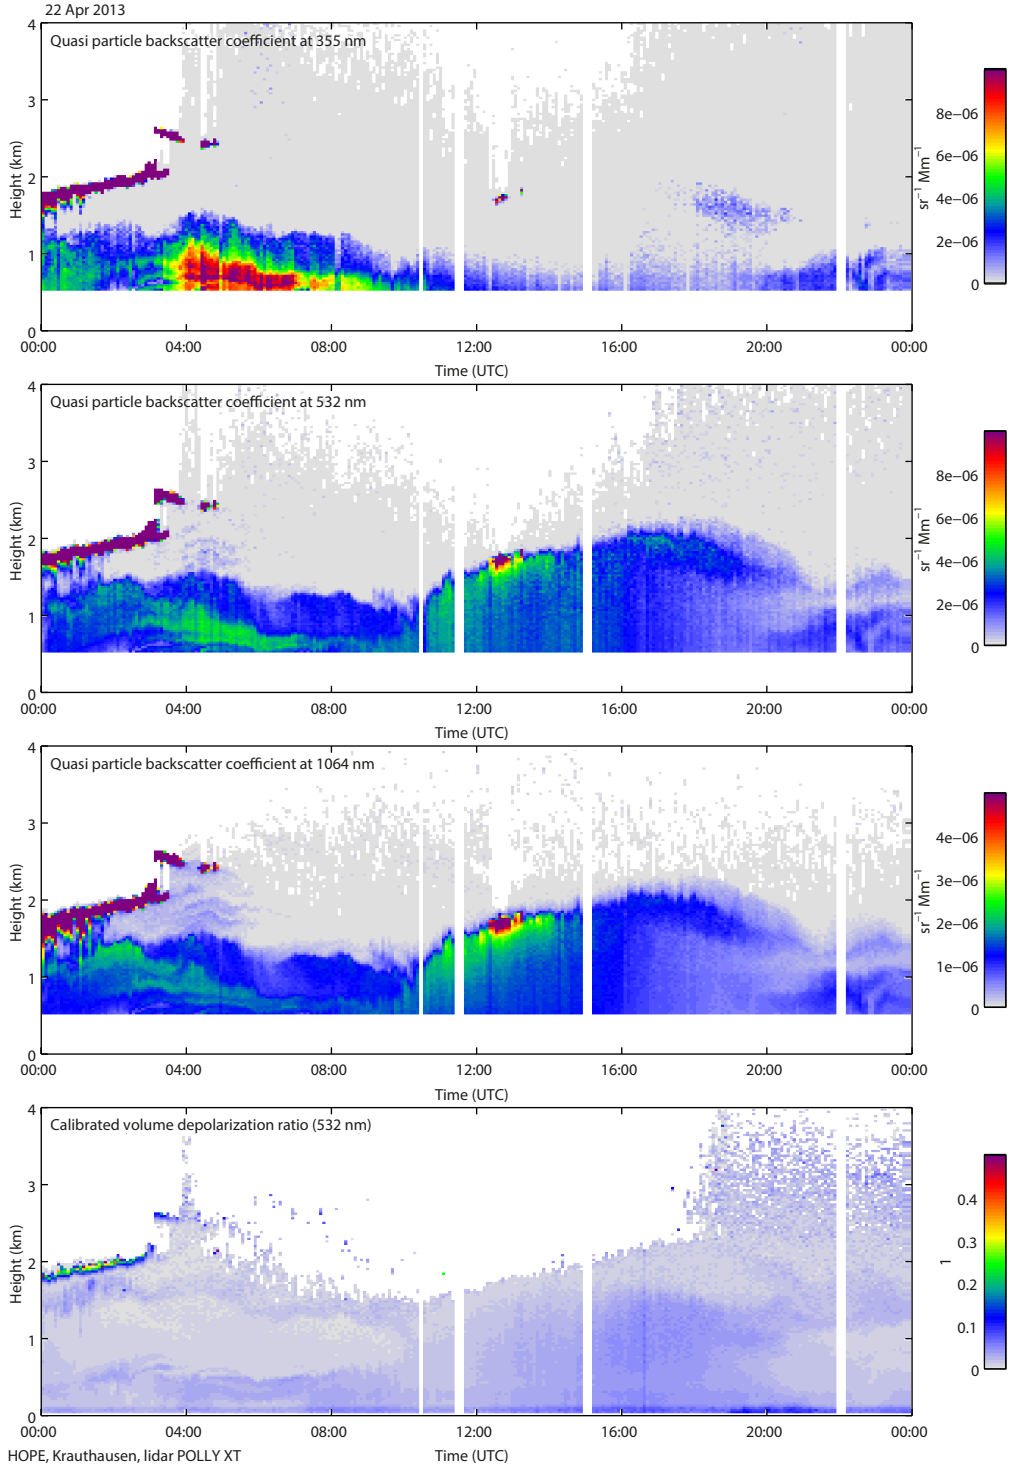 22 Apr 2013
Quasi particle backscatter coefficient at 355 nm
4
3
2
1
0
Height (km)
00:00 04:00 08:00 12:00 16:00 20:00 00:00
Time (UTC)
8e−06
6e−06
4e−06
2e−06
0
sr⁻¹ Mm⁻¹
Quasi particle backscatter coefficient at 532 nm
4
3
2
1
0
Height (km)
00:00 04:00 08:00 12:00 16:00 20:00 00:00
Time (UTC)
8e−06
6e−06
4e−06
2e−06
0
sr⁻¹ Mm⁻¹
Quasi particle backscatter coefficient at 1064 nm
4
3
2
1
0
Height (km)
00:00 04:00 08:00 12:00 16:00 20:00 00:00
Time (UTC)
4e−06
3e−06
2e−06
1e−06
0
sr⁻¹ Mm⁻¹
Calibrated volume depolarization ratio (532 nm)
4
3
2
1
0
Height (km)
00:00 04:00 08:00 12:00 16:00 20:00 00:00
Time (UTC)
0.4
0.3
0.2
0.1
0
1
HOPE, Krauthausen, lidar POLLY XT